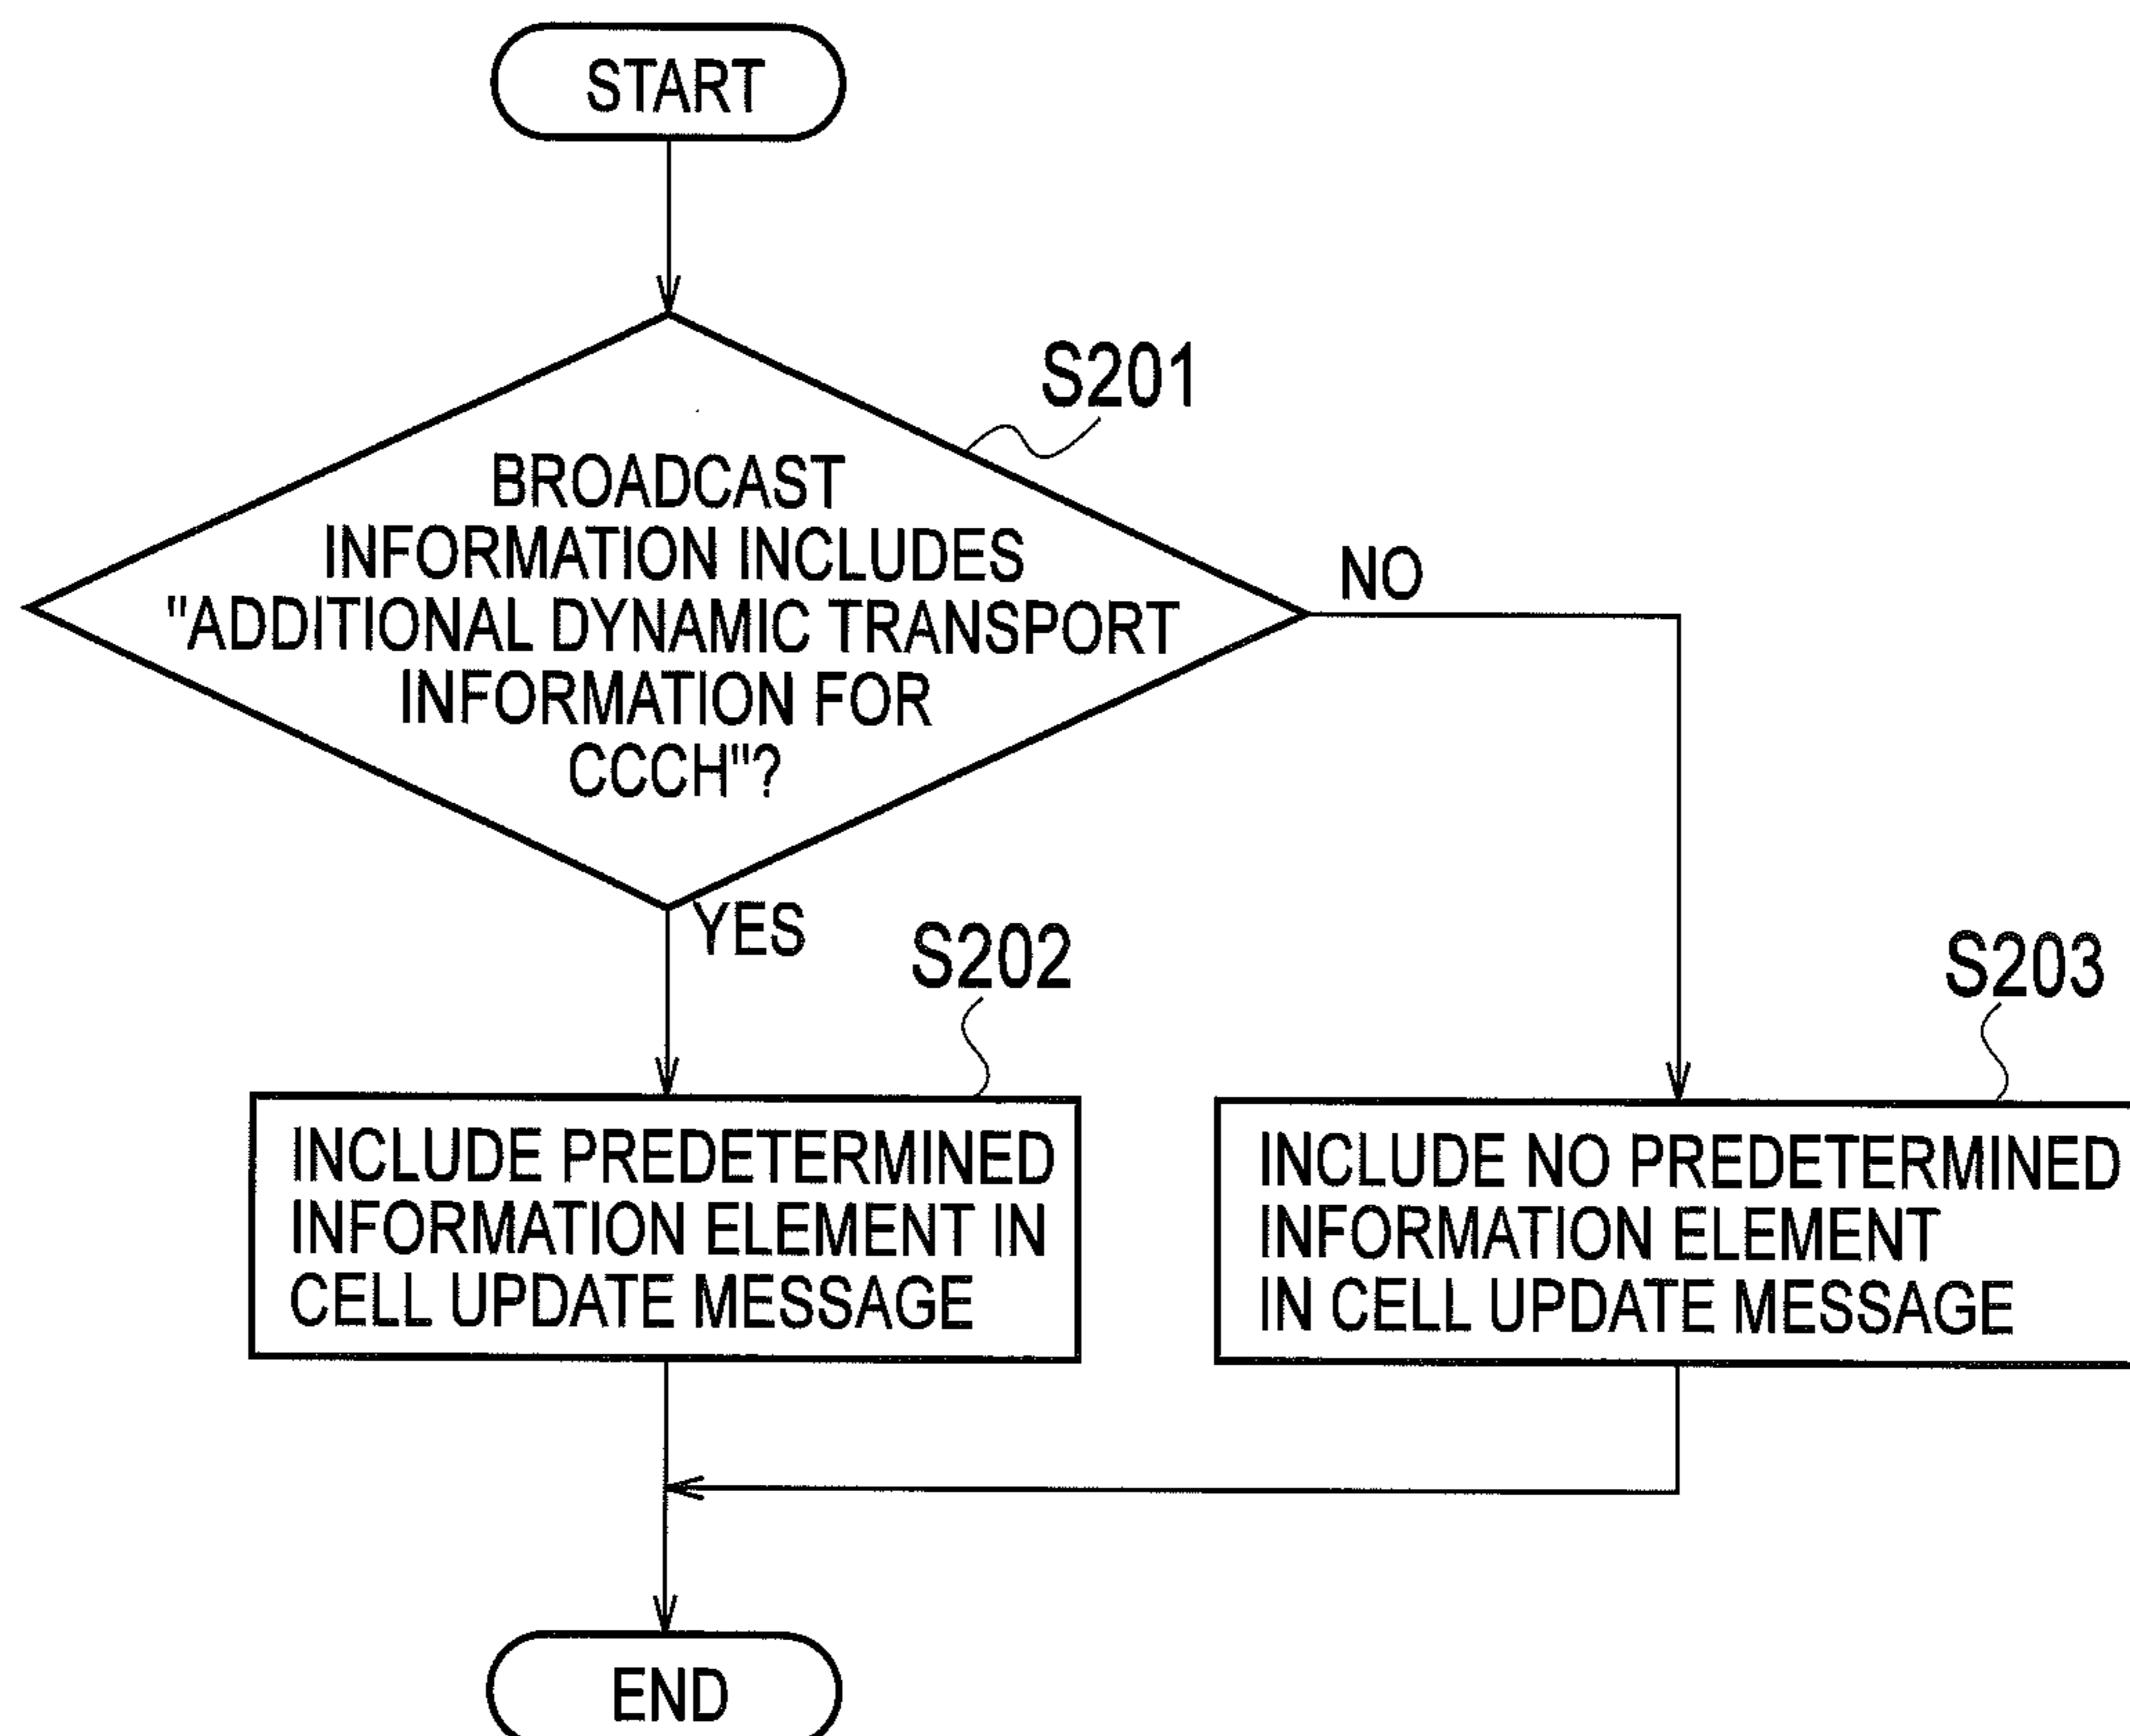 START
S201
BROADCAST
INFORMATION INCLUDES
"ADDITIONAL DYNAMIC TRANSPORT
INFORMATION FOR
CCCH"?
NO
YES
S202
S203
INCLUDE PREDETERMINED
INFORMATION ELEMENT IN
CELL UPDATE MESSAGE
INCLUDE NO PREDETERMINED
INFORMATION ELEMENT
IN CELL UPDATE MESSAGE
END